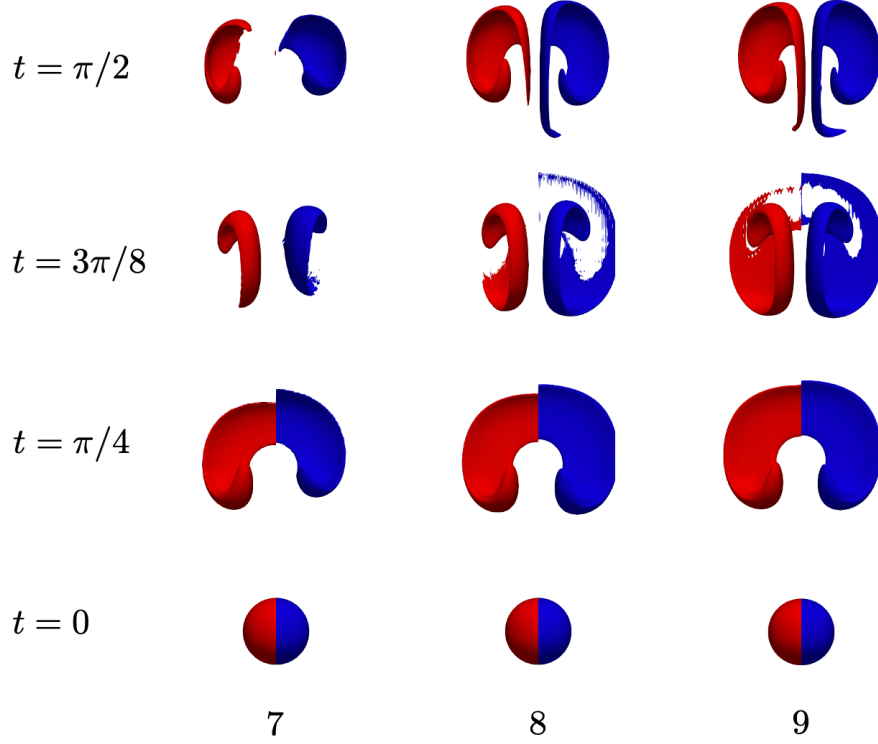 t = π/2
t = 3π/8
t = π/4
t = 0
7 8 9